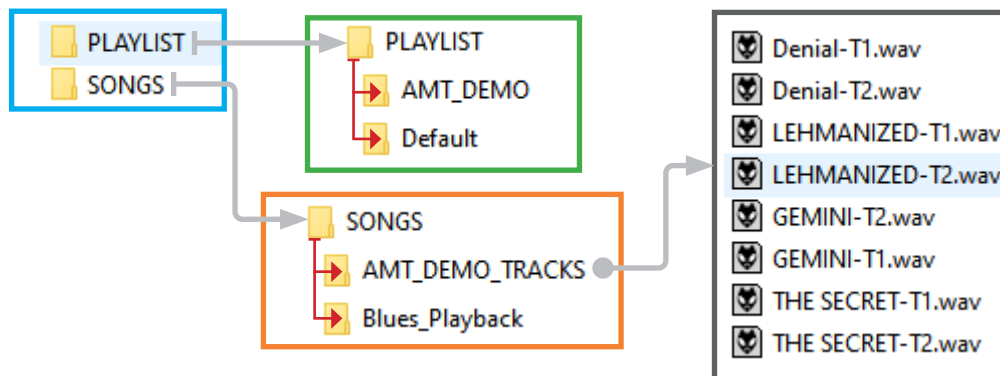 PLAYLIST
SONGS
PLAYLIST
AMT_DEMO
Default
SONGS
AMT_DEMO_TRACKS
Blues_Playback
Denial-T1.wav
Denial-T2.wav
LEHMANIZED-T1.wav
LEHMANIZED-T2.wav
GEMINI-T2.wav
GEMINI-T1.wav
THE SECRET-T1.wav
THE SECRET-T2.wav